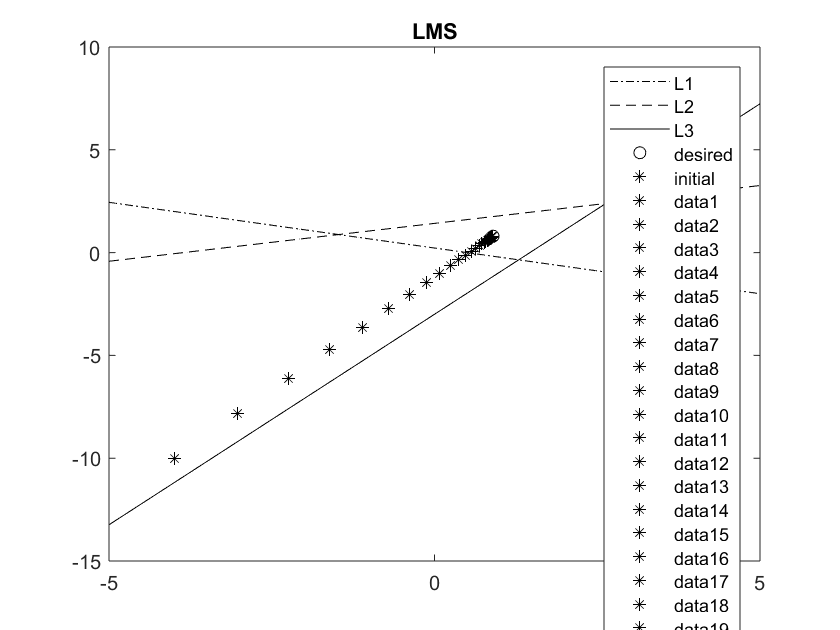 LMS
10
5
0
-5
-10
-15
-5
0
5
L1
L2
L3
desired
initial
data1
data2
data3
data4
data5
data6
data7
data8
data9
data10
data11
data12
data13
data14
data15
data16
data17
data18
data19